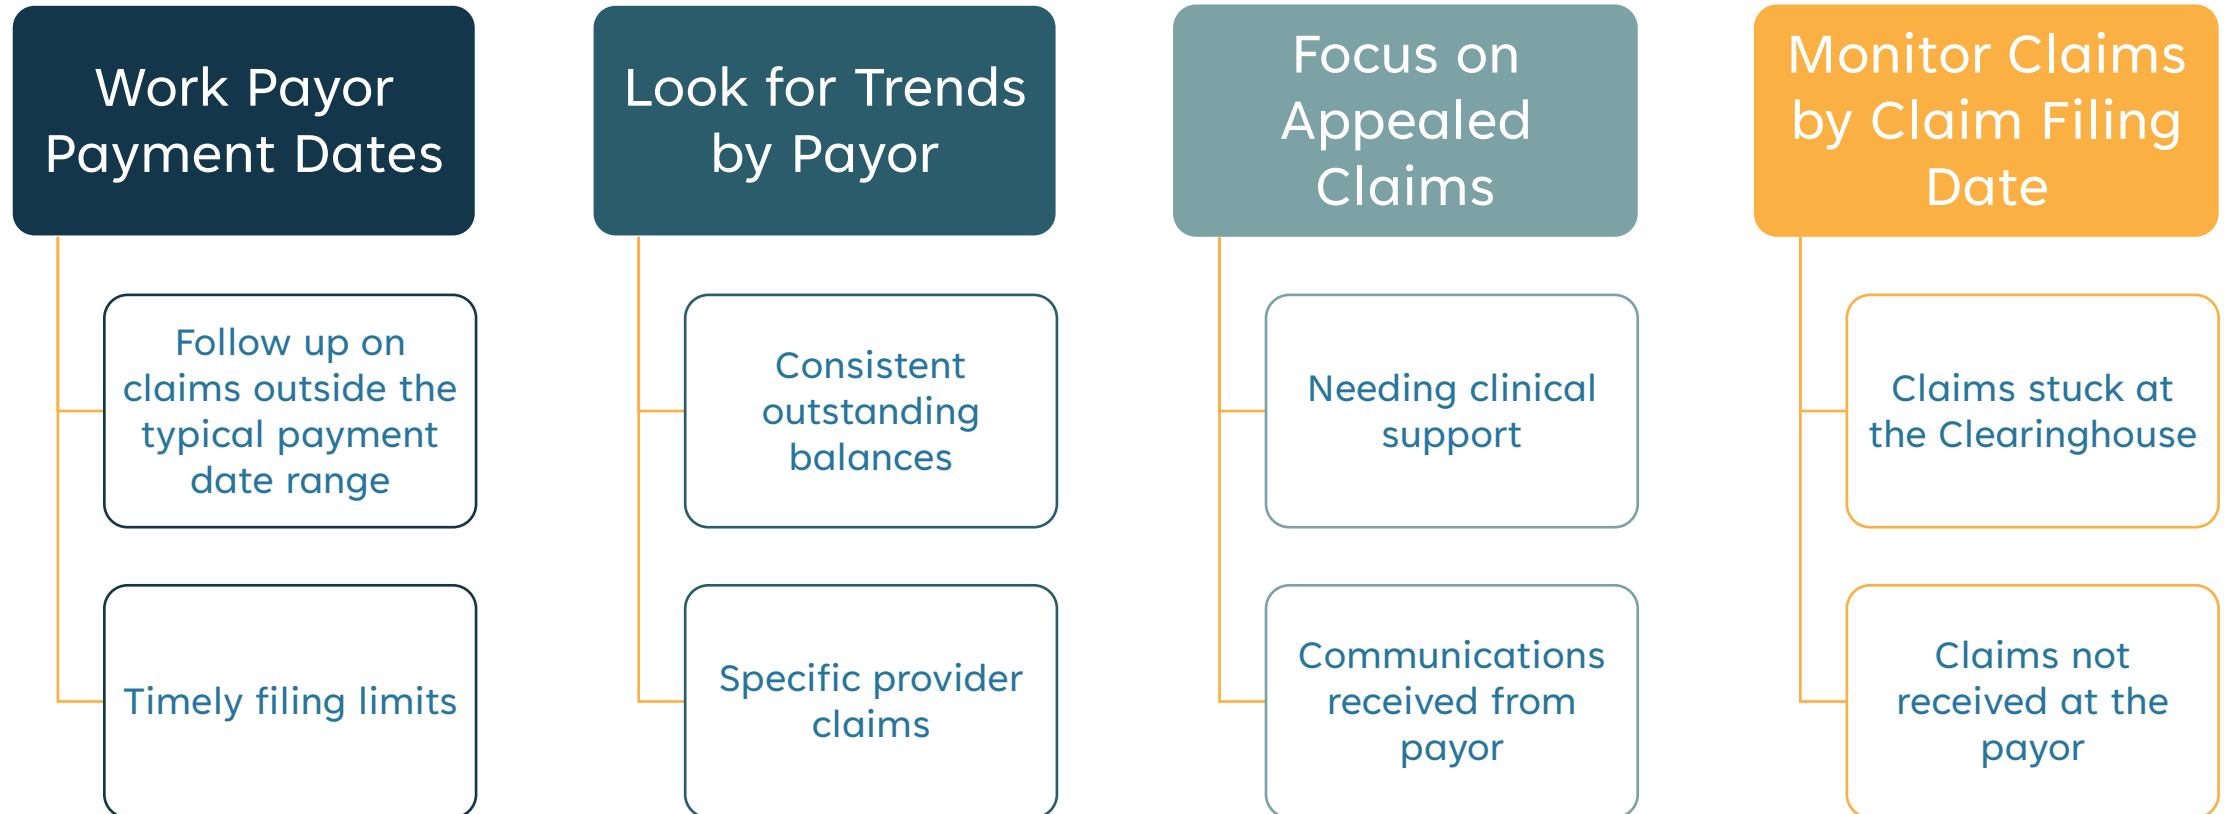 Work Payor
Payment Dates
Follow up on
claims outside the
typical payment
date range
Timely filing limits
Look for Trends
by Payor
Consistent
outstanding
balances
Specific provider
claims
Focus on
Appealed
Claims
Needing clinical
support
Communications
received from
payor
Monitor Claims
by Claim Filing
Date
Claims stuck at
the Clearinghouse
Claims not
received at the
payor